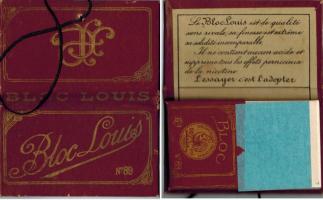 BLOC LOUIS
Bloc Louis
Nº89
Le Bloc Louis est de qualité
sans rivale, sa finesse est extrême
sa solidité incomparable.
Il ne contient aucun acide et
supprime tous les effets pernicieux
de la nicotine
L'essayer c'est l'adopter.
BLOC